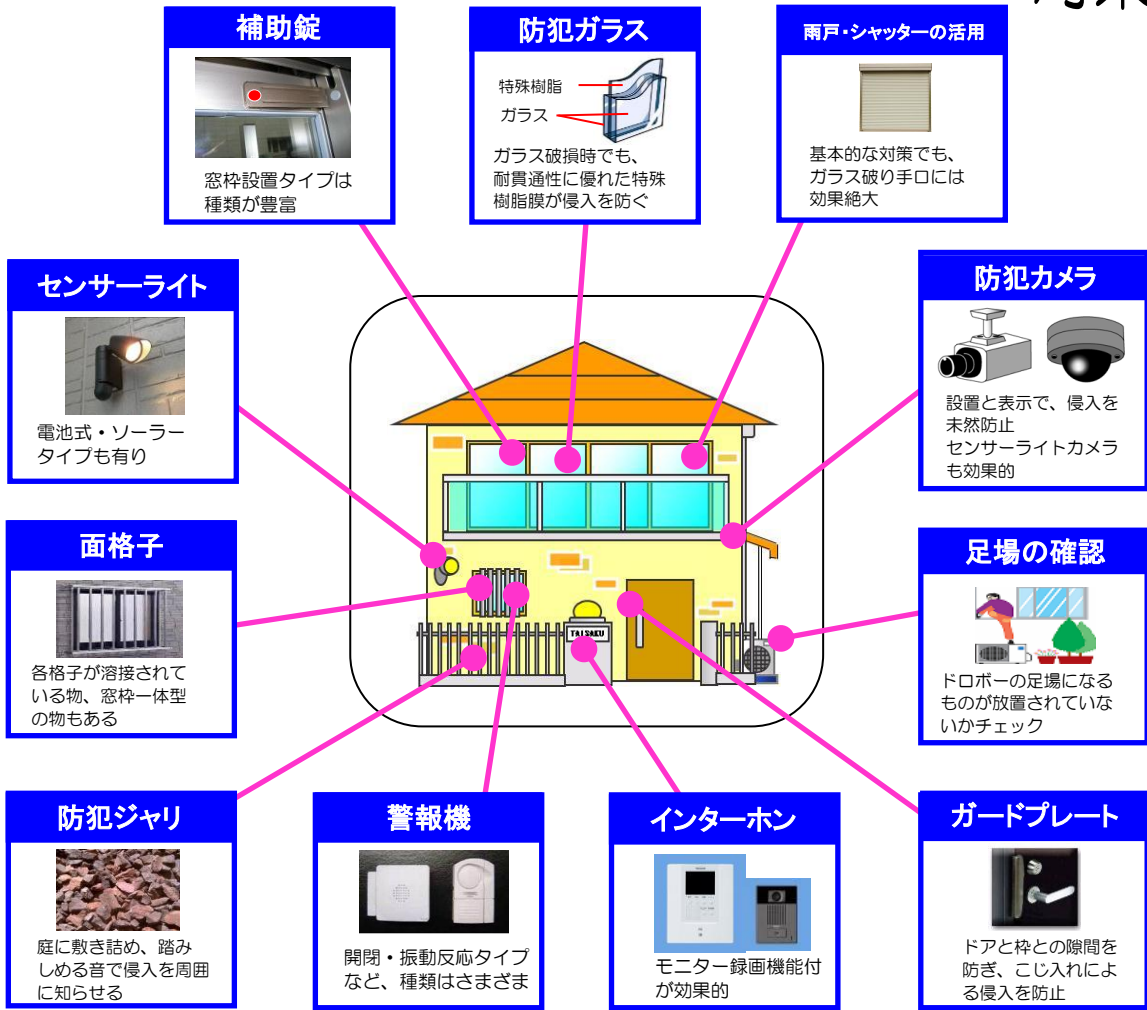 補助錠
窓枠設置タイプは
種類が豊富
防犯ガラス
特殊樹脂
ガラス
ガラス破損時でも、
耐貫通性に優れた特殊
樹脂膜が侵入を防ぐ
雨戸・シャッターの活用
基本的な対策でも、
ガラス破り手口には
効果絶大
センサーライト
電池式・ソーラー
タイプも有り
防犯カメラ
設置と表示で、侵入を
未然防止
センサーライトカメラ
も効果的
面格子
各格子が溶接されて
いる物、窓枠一体型
の物もある
TAISAKU
足場の確認
ドロボーの足場になる
ものが放置されていな
いかチェック
防犯ジャリ
庭に敷き詰め、踏み
しめる音で侵入を周囲
に知らせる
警報機
開閉・振動反応タイプ
など、種類はさまざま
インターホン
モニター録画機能付
が効果的
ガードプレート
ドアと枠との隙間を
防ぎ、こじ入れによ
る侵入を防止